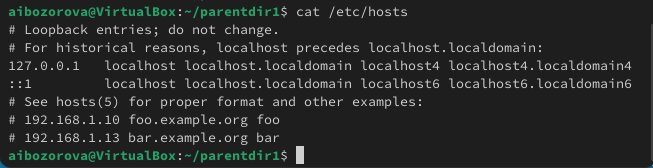 aibozorova@VirtualBox:~/parentdir1$ cat /etc/hosts
# Loopback entries; do not change.
# For historical reasons, localhost precedes localhost.localdomain:
127.0.0.1   localhost localhost.localdomain localhost4 localhost4.localdomain4
::1         localhost localhost.localdomain localhost6 localhost6.localdomain6
# See hosts(5) for proper format and other examples:
# 192.168.1.10 foo.example.org foo
# 192.168.1.13 bar.example.org bar
aibozorova@VirtualBox:~/parentdir1$